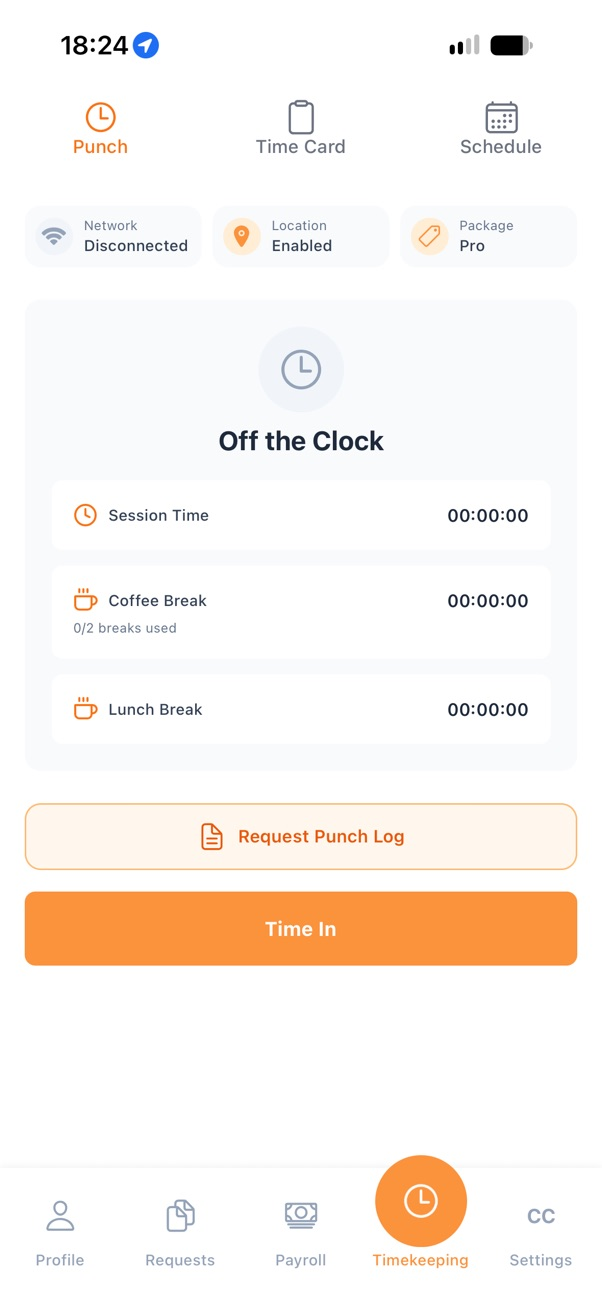 18:24
Punch
Time Card
Schedule
Network
Disconnected
Location
Enabled
Package
Pro
Off the Clock
Session Time
00:00:00
Coffee Break
00:00:00
0/2 breaks used
Lunch Break
00:00:00
Request Punch Log
Time In
Profile
Requests
Payroll
Timekeeping
CC
Settings